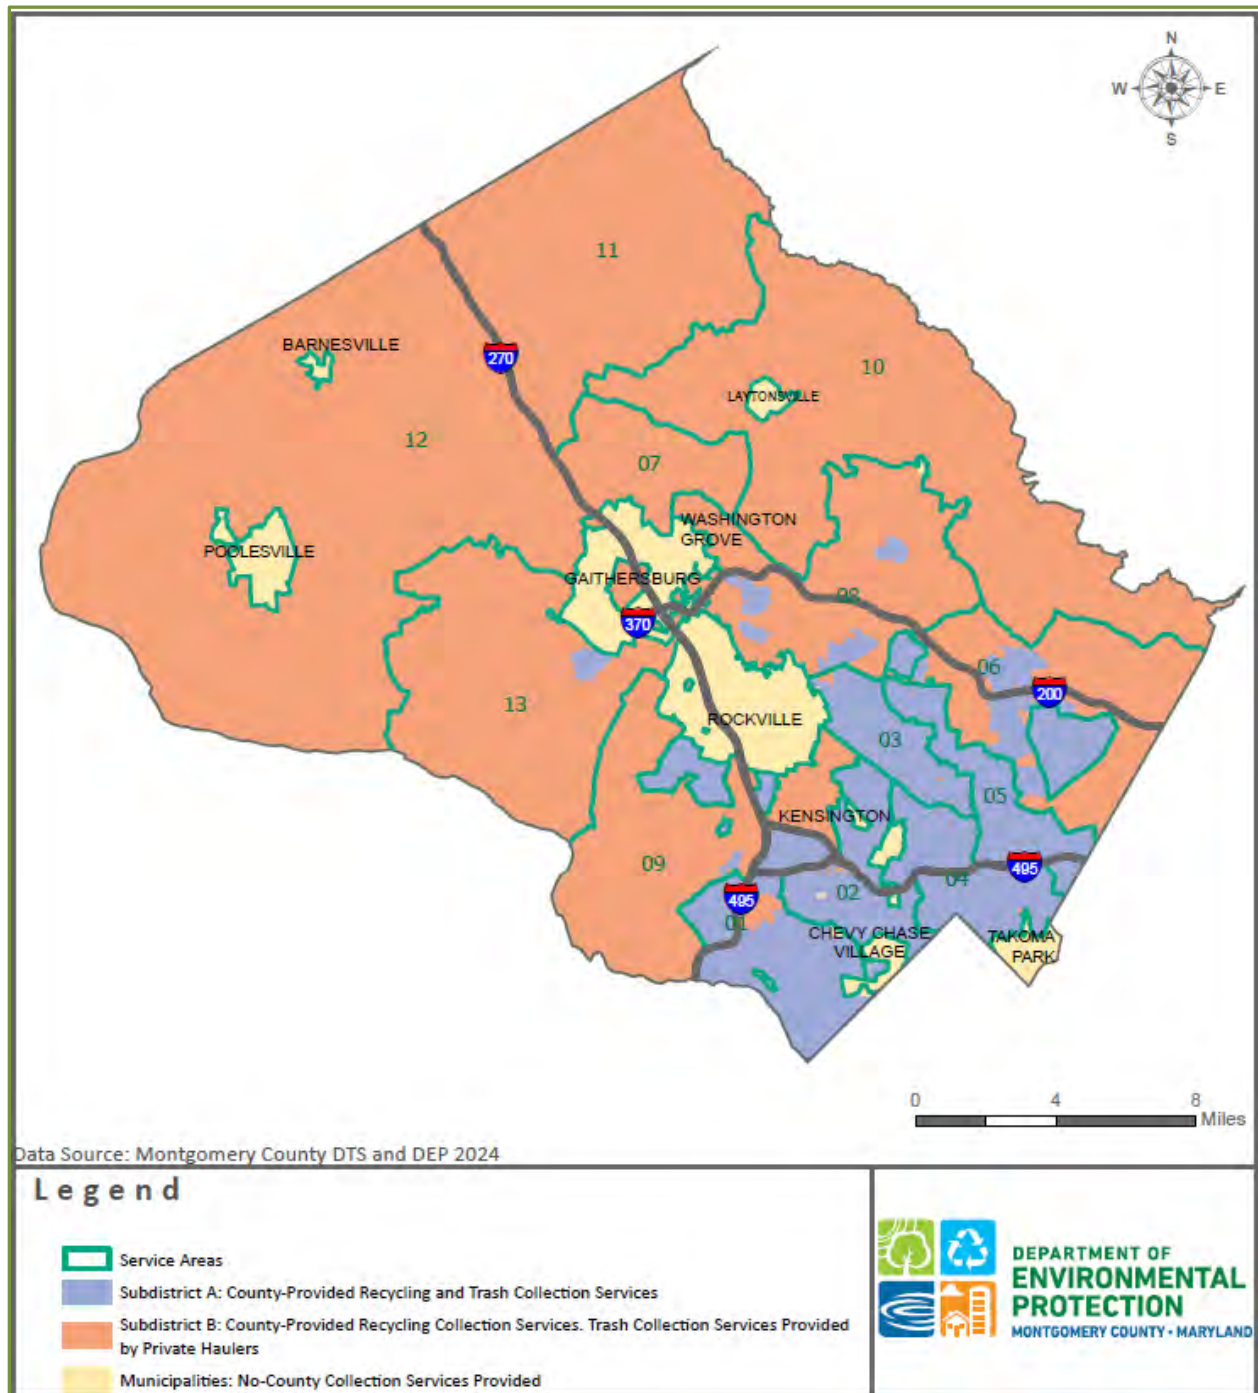 N
W E
S
11
BARNESVILLE
270
10
LAYTONSVILLE
12
07
WASHINGTON
GROVE
POOLESVILLE
GAITHERSBURG
08
370
06
200
13
ROCKVILLE
03
05
KENSINGTON
09
495
02
04
495
01
CHEVY CHASE
VILLAGE
TAKOMA
PARK
0 4 8
Miles
Data Source: Montgomery County DTS and DEP 2024
Legend
Service Areas
Subdistrict A: County-Provided Recycling and Trash Collection Services
Subdistrict B: County-Provided Recycling Collection Services. Trash Collection Services Provided
by Private Haulers
Municipalities: No-County Collection Services Provided
DEPARTMENT OF
ENVIRONMENTAL
PROTECTION
MONTGOMERY COUNTY • MARYLAND